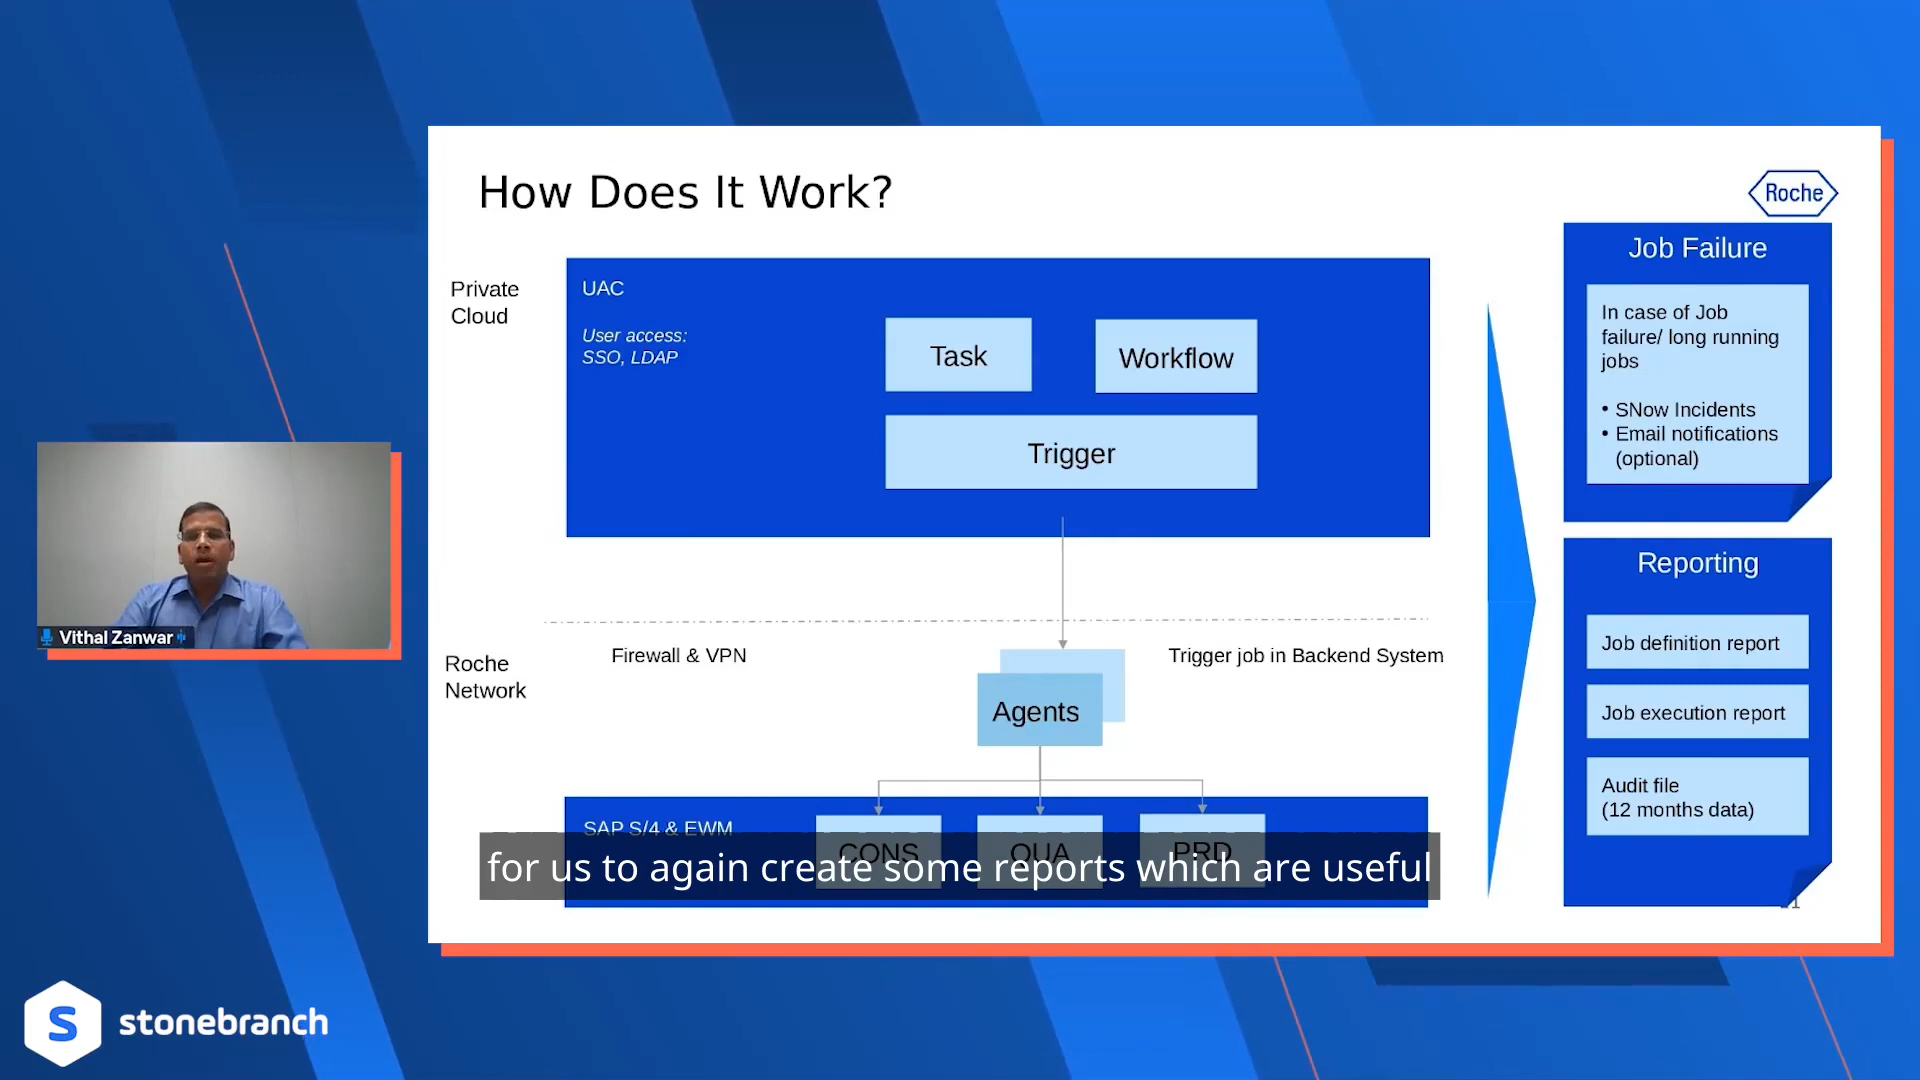 How Does It Work?
Roche
Private
Cloud
UAC
User access:
SSO, LDAP
Task
Workflow
Trigger
Job Failure
In case of Job
failure/ long running
jobs
• SNow Incidents
• Email notifications
(optional)
Firewall & VPN
Trigger job in Backend System
Roche
Network
Agents
Reporting
Job definition report
Job execution report
Audit file
(12 months data)
SAP S/4 & EWM
CONS
QUA
PRD
for us to again create some reports which are useful
Vithal Zanwar
S stonebranch